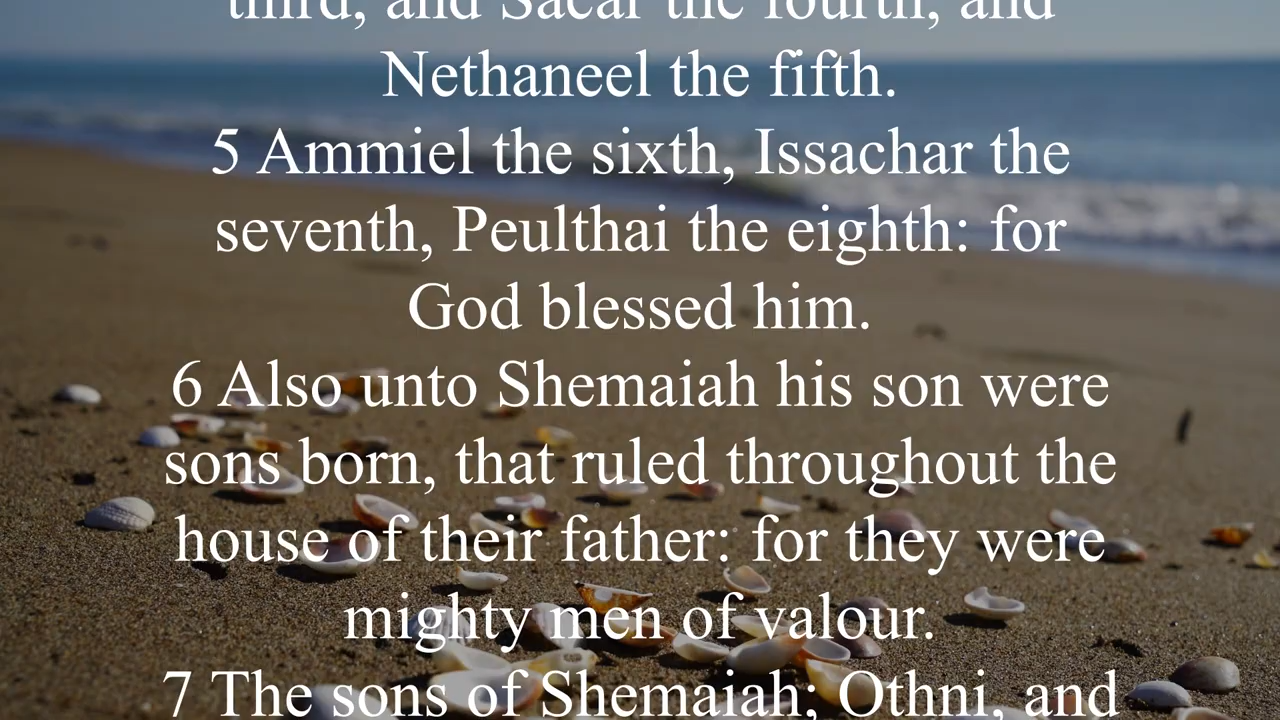 third, and Sacar the fourth, and
Nethaneel the fifth.
5 Ammiel the sixth, Issachar the
seventh, Peulthai the eighth: for
God blessed him.
6 Also unto Shemaiah his son were
sons born, that ruled throughout the
house of their father: for they were
mighty men of valour.
7 The sons of Shemaiah; Othni, and